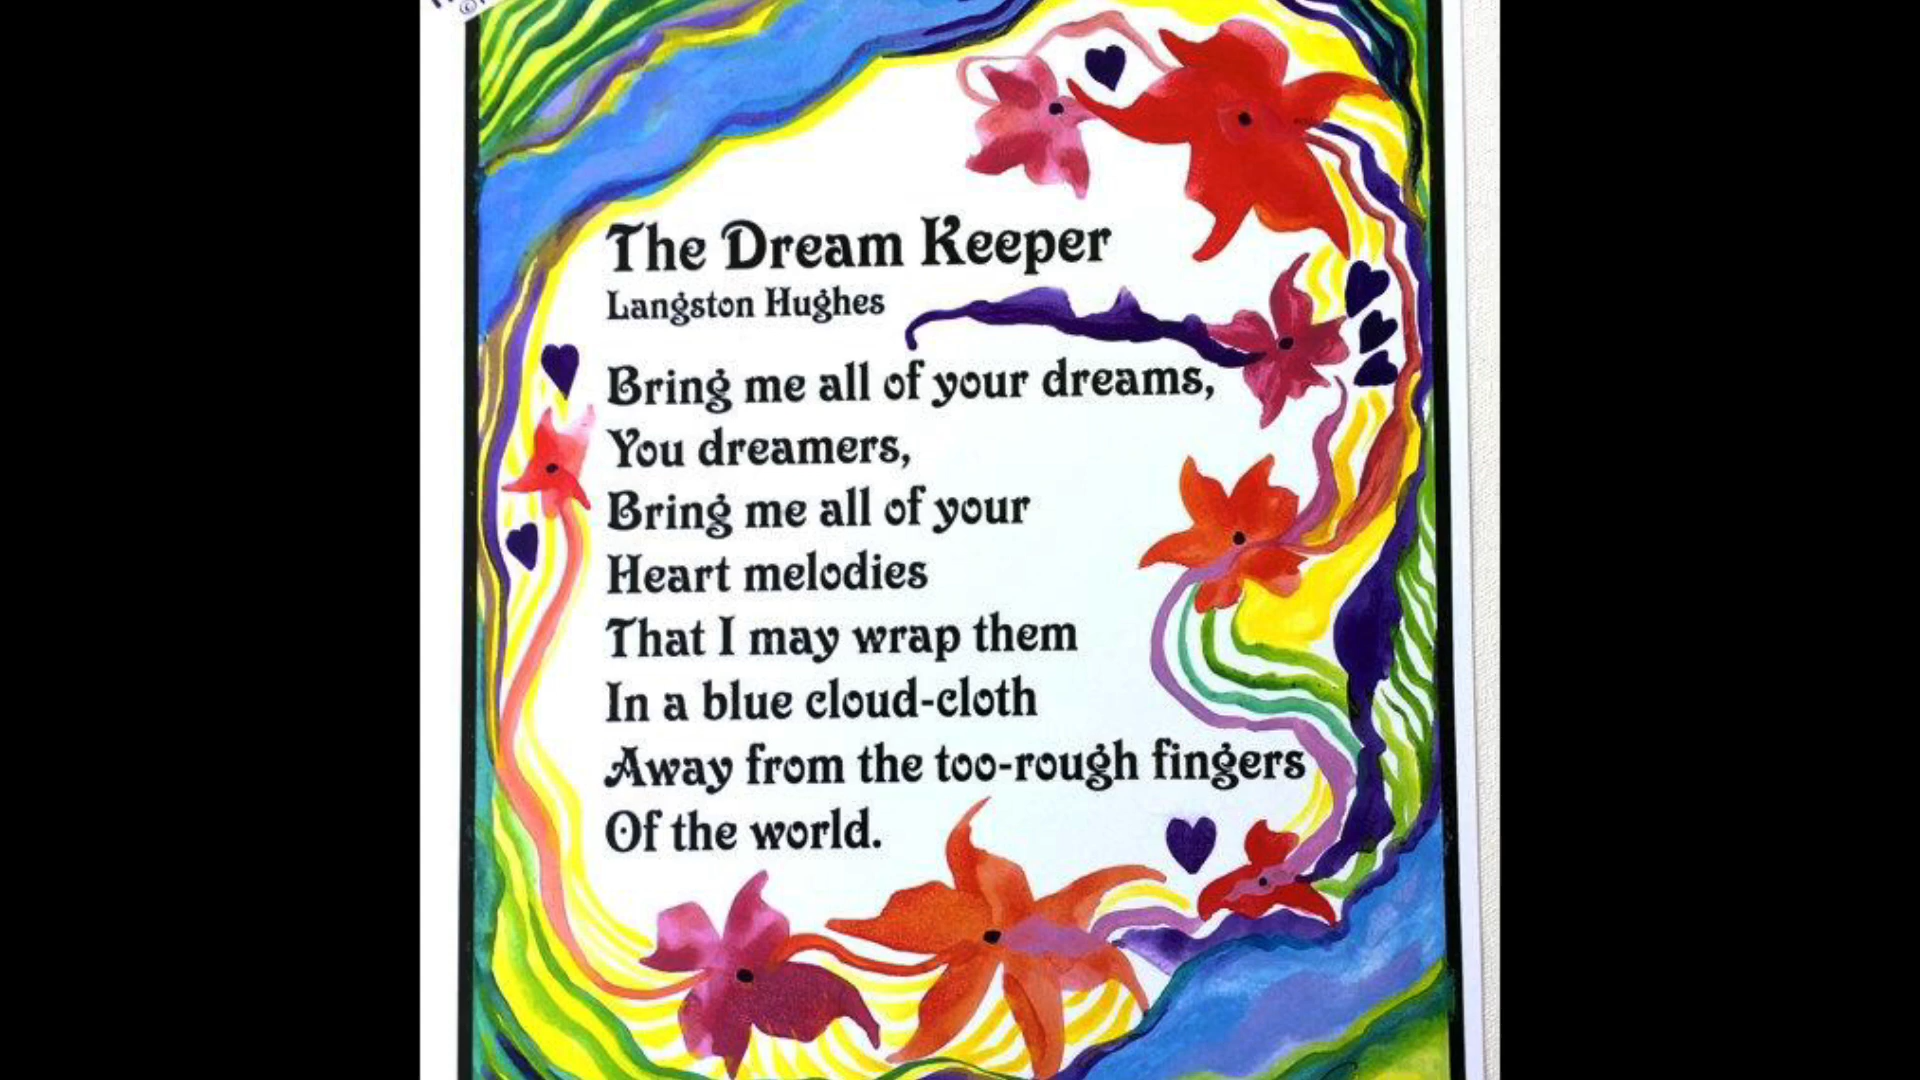 The Dream Keeper
Langston Hughes
Bring me all of your dreams,
You dreamers,
Bring me all of your
Heart melodies
That I may wrap them
In a blue cloud-cloth
Away from the too-rough fingers
Of the world.